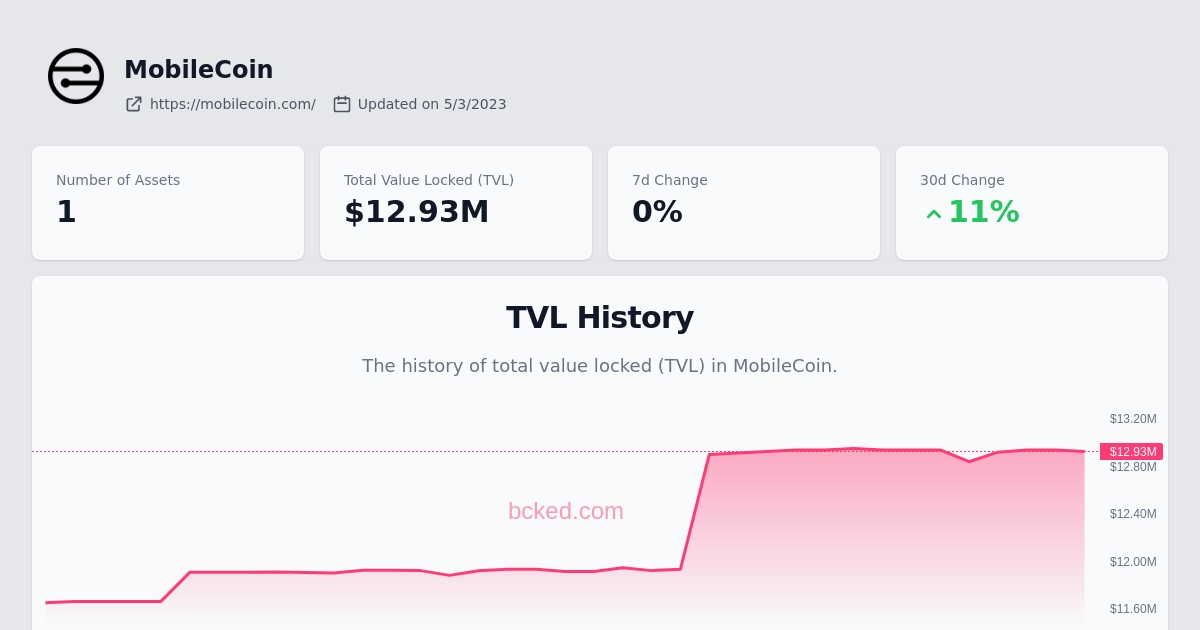 MobileCoin
https://mobilecoin.com/ Updated on 5/3/2023
Number of Assets
1
Total Value Locked (TVL)
$12.93M
7d Change
0%
30d Change
11%
TVL History
The history of total value locked (TVL) in MobileCoin.
$13.20M
$12.93M
$12.80M
bcked.com
$12.40M
$12.00M
$11.60M